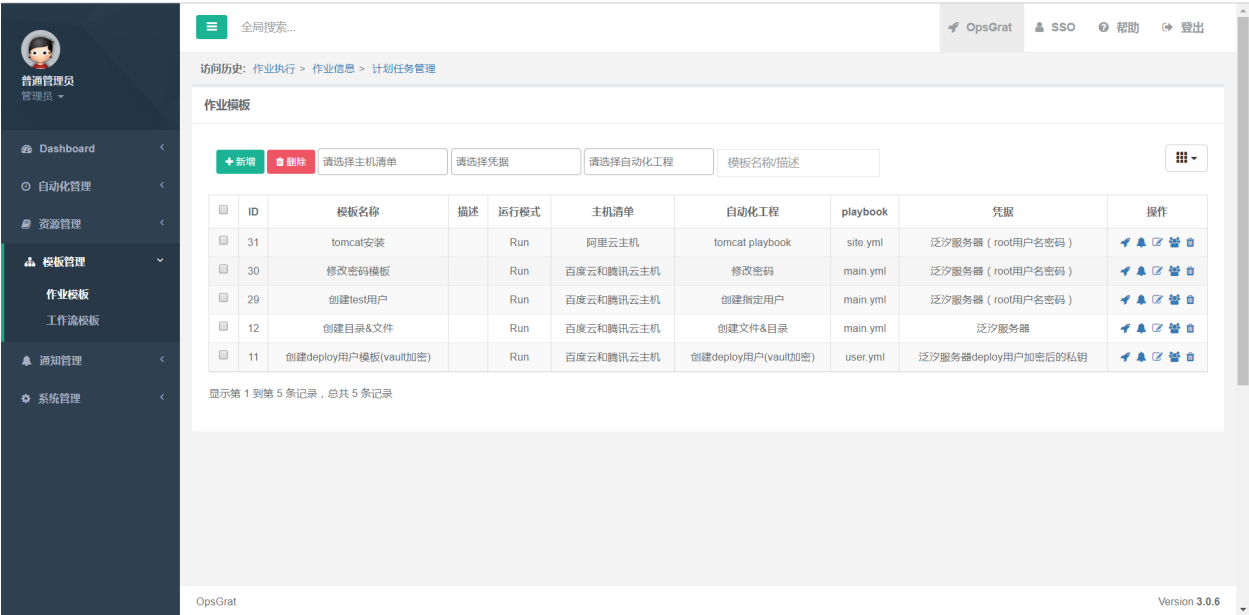 全局搜索...
OpsGrat SSO 帮助 登出
普通管理员
管理员
访问历史: 作业执行 > 作业信息 > 计划任务管理
Dashboard
自动化管理
资源管理
模板管理
作业模板
工作流模板
通知管理
系统管理
作业模板
新增 删除 请选择主机清单 请选择凭据 请选择自动化工程 模板名称/描述
ID 模板名称 描述 运行模式 主机清单 自动化工程 playbook 凭据 操作
31 tomcat安装 Run 阿里云主机 tomcat playbook site.yml 泛汐服务器（root用户名密码）
30 修改密码模板 Run 百度云和腾讯云主机 修改密码 main.yml 泛汐服务器（root用户名密码）
29 创建test用户 Run 百度云和腾讯云主机 创建指定用户 main.yml 泛汐服务器（root用户名密码）
12 创建目录&文件 Run 百度云和腾讯云主机 创建文件&目录 main.yml 泛汐服务器
11 创建deploy用户模板(vault加密) Run 百度云和腾讯云主机 创建deploy用户(vault加密) user.yml 泛汐服务器deploy用户加密后的私钥
显示第 1 到第 5 条记录，总共 5 条记录
OpsGrat Version 3.0.6